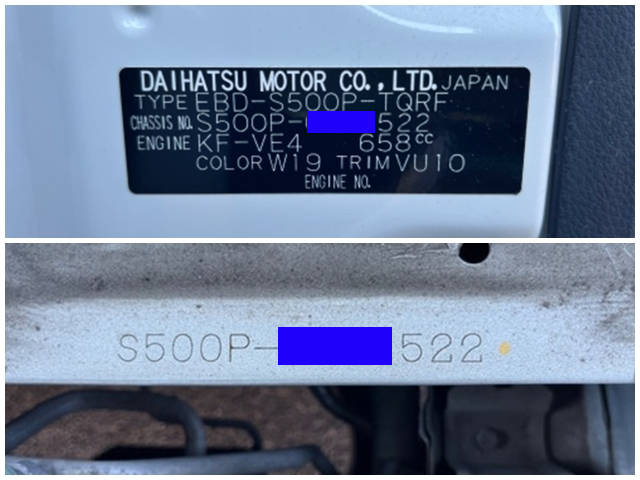 DAIHATSU MOTOR CO.,LTD. JAPAN
TYPE EBD-S500P-TQRF
CHASSIS NO. S500P- 522
ENGINE KF-VE4 658cc
COLOR W19 TRIM VU10
ENGINE NO.
S500P- 522